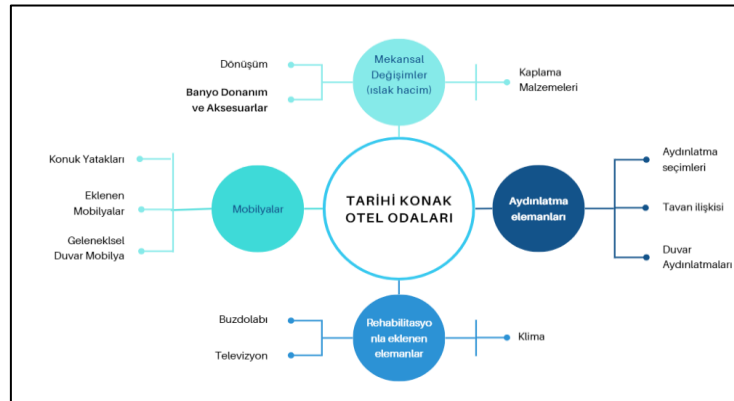 Mekansal
Değişimler
(ıslak hacim)
Dönüşüm
Banyo Donanım
ve Aksesuarlar
Kaplama
Malzemeleri
Konuk Yatakları
Eklenen
Mobilyalar
Geleneklsel
Duvar Mobilya
Mobilyalar
TARİHİ KONAK
OTEL ODALARI
Aydınlatma
elemanları
Aydınlatma
seçimleri
Tavan ilişkisi
Duvar
Aydınlatmaları
Buzdolabı
Televizyon
Rehabilitasyo
nla eklenen
elemanlar
Klima